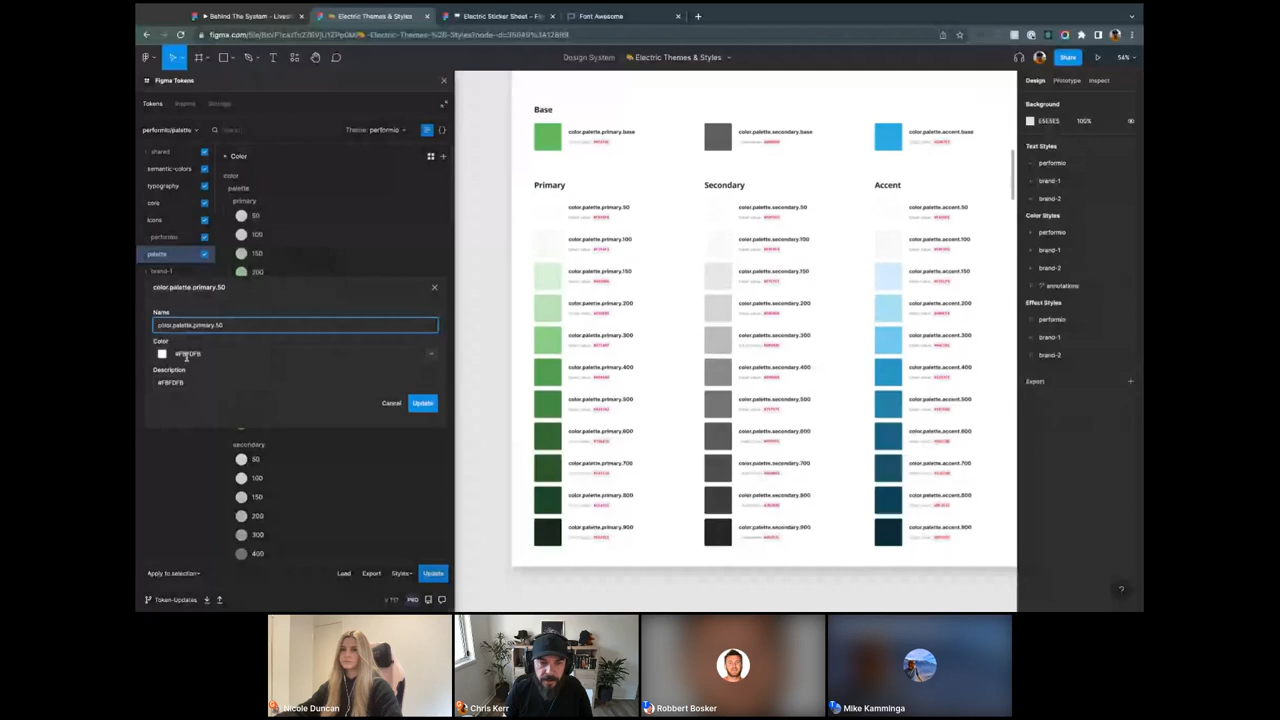 Behind The System - Livest
Electric Themes & Styles
Electric Sticker Sheet - Fig
Font Awesome
Design System
Electric Themes & Styles
Share
54%
Figma Tokens
Tokens
Inspect
Settings
performio/palette
Theme: performio
shared
semantic-colors
typography
core
icons
performio
palette
brand-1
Color
color
palette
primary
50
100
150
200
color.palette.primary.50
Name
color.palette.primary.50
Color
#FBFDFB
Description
#FBFDFB
Cancel
Update
secondary
50
100
150
200
300
400
Apply to selection
Load
Export
Styles
Update
Token-Updates
V 117
PRO
Base
color.palette.primary.base
color.palette.secondary.base
color.palette.accent.base
Primary
Secondary
Accent
color.palette.primary.50
color.palette.secondary.50
color.palette.accent.50
color.palette.primary.100
color.palette.secondary.100
color.palette.accent.100
color.palette.primary.150
color.palette.secondary.150
color.palette.accent.150
color.palette.primary.200
color.palette.secondary.200
color.palette.accent.200
color.palette.primary.300
color.palette.secondary.300
color.palette.accent.300
color.palette.primary.400
color.palette.secondary.400
color.palette.accent.400
color.palette.primary.500
color.palette.secondary.500
color.palette.accent.500
color.palette.primary.600
color.palette.secondary.600
color.palette.accent.600
color.palette.primary.700
color.palette.secondary.700
color.palette.accent.700
color.palette.primary.800
color.palette.secondary.800
color.palette.accent.800
color.palette.primary.900
color.palette.secondary.900
color.palette.accent.900
Design
Prototype
Inspect
Background
E5E5E5
100%
Text Styles
performio
brand-1
brand-2
Color Styles
performio
brand-1
brand-2
annotations
Effect Styles
performio
brand-1
brand-2
Export
?
Nicole Duncan
Chris Kerr
Robbert Bosker
Mike Kamminga